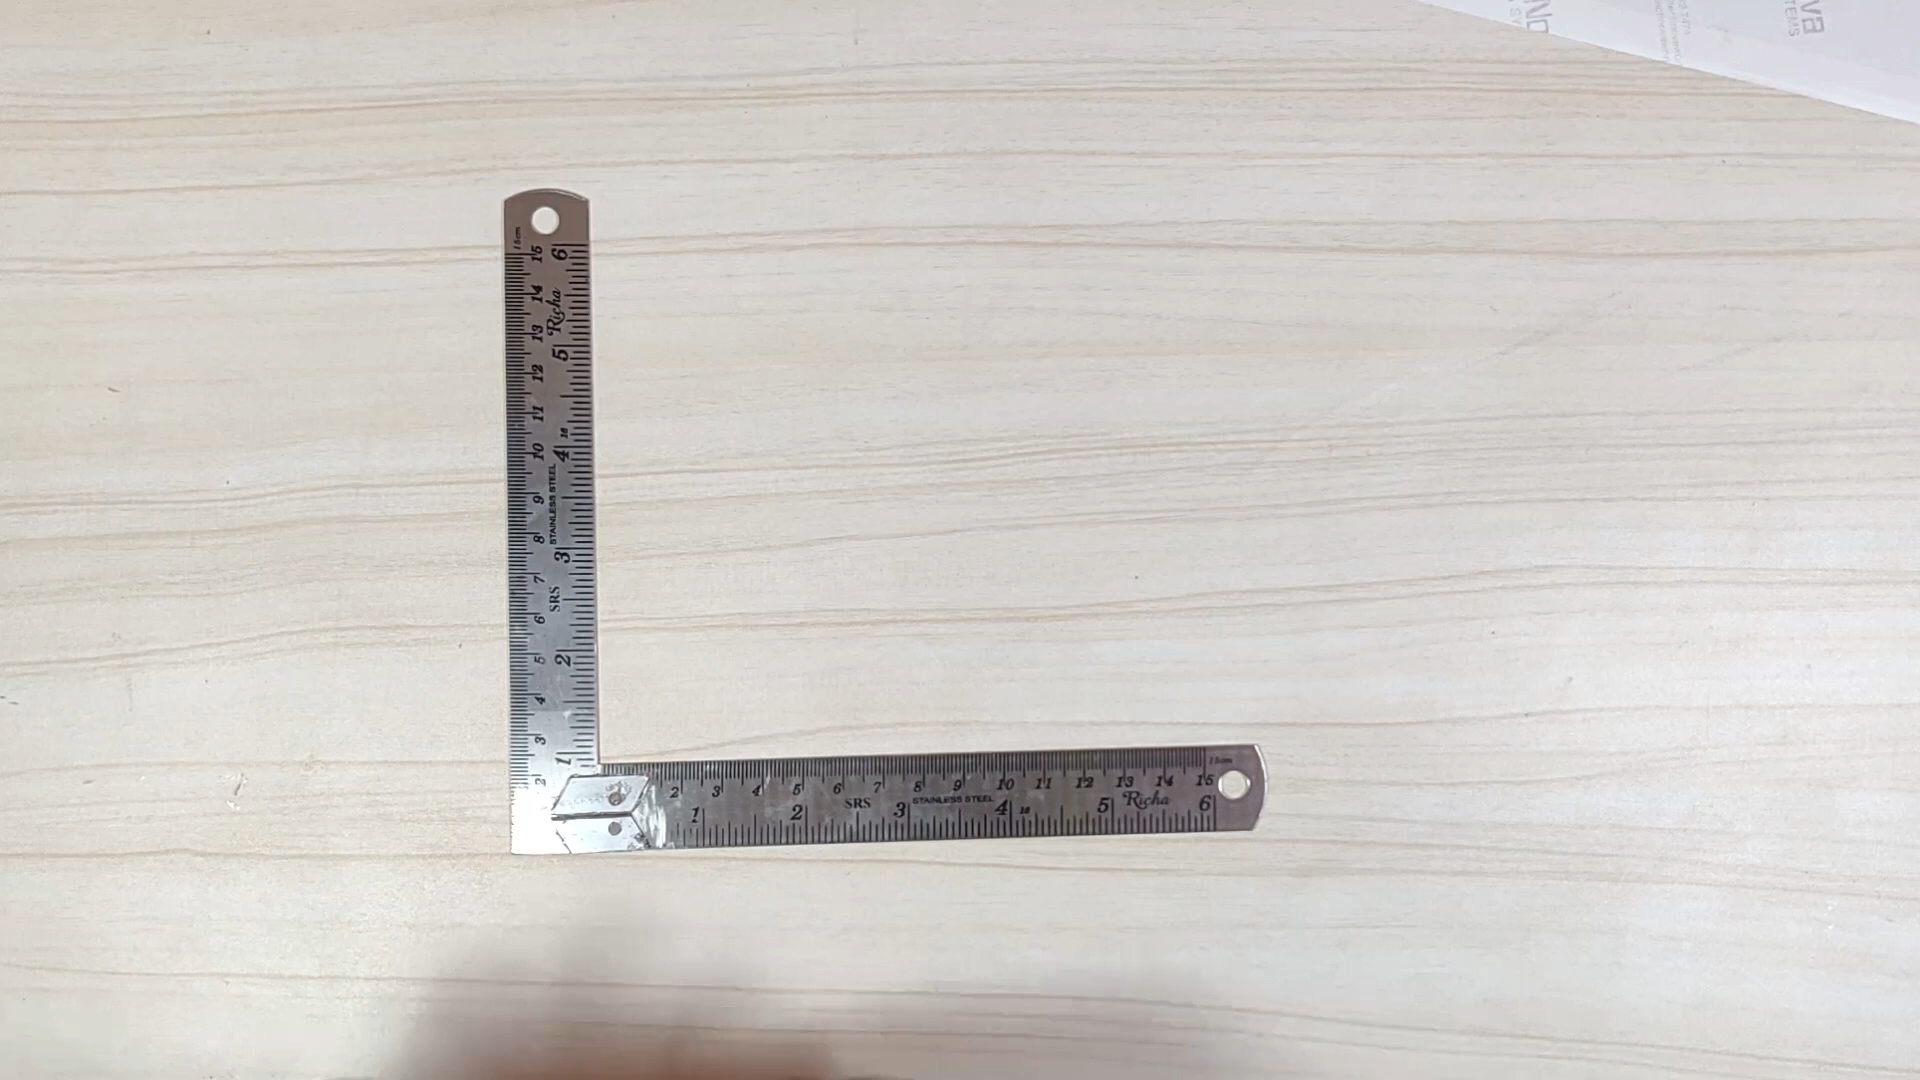 15cm
15 14 13 12 11 10 9 8 7 6 5 4 3 2
6 5 4 3 2 1
Richa
16
STAINLESS STEEL
SRS
2 3 4 5 6 7 8 9 10 11 12 13 14 15
15cm
SRS
STAINLESS STEEL
16
Richa
1 2 3 4 5 6